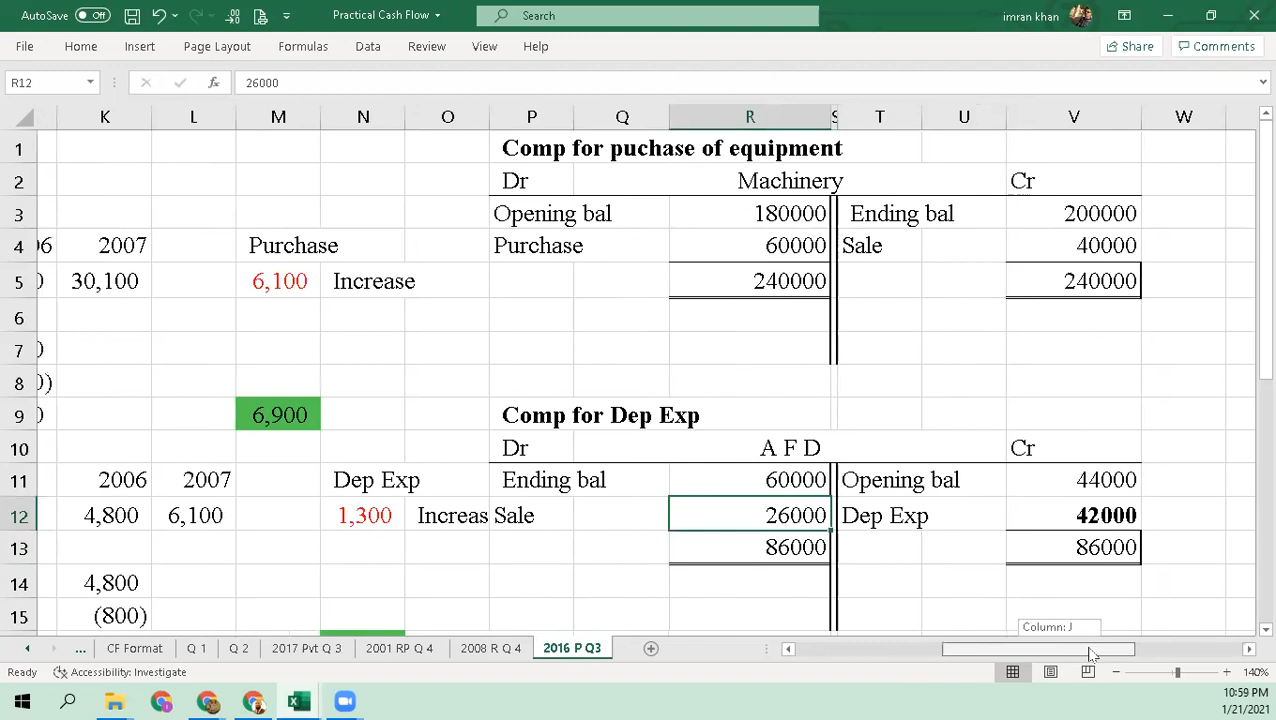 AutoSave Off Practical Cash Flow Search imran khan
File Home Insert Page Layout Formulas Data Review View Help Share Comments
R12 fx 26000
K L M N O P Q R S T U V W
1 Comp for puchase of equipment
2 Dr Machinery Cr
3 Opening bal 180000 Ending bal 200000
4 06 2007 Purchase Purchase 60000 Sale 40000
5 0 30,100 6,100 Increase 240000 240000
6
7 0
8 0)
9 0 6,900 Comp for Dep Exp
10 Dr A F D Cr
11 2006 2007 Dep Exp Ending bal 60000 Opening bal 44000
12 4,800 6,100 1,300 Increas Sale 26000 Dep Exp 42000
13 86000 86000
14 4,800
15 (800)
Column: J
... CF Format Q 1 Q 2 2017 Pvt Q 3 2001 RP Q 4 2008 R Q 4 2016 P Q3
Ready Accessibility: Investigate 140%
10:59 PM
1/21/2021